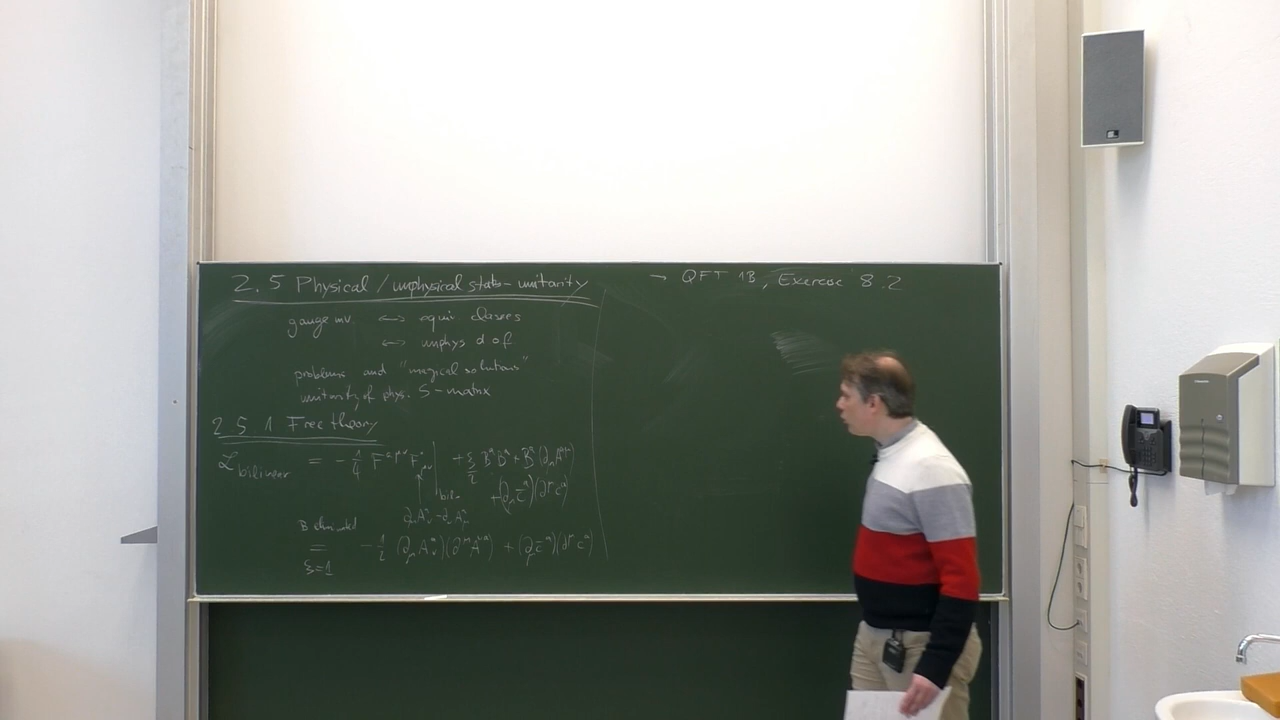 2.5 Physical / unphysical states - unitarity
→ QFT 1B, Exercise 8.2
gauge inv. ⟷ equiv classes
⟷ unphys d.o.f
problems and "magical solutions"
unitarity of phys. S-matrix
2.5.1 Free theory
ℒ_bilinear = -1/4 F^{aμν} F^a_{μν} |_{bil.} + ξ/2 B^a B^a + B^a (∂_μ A^{aμ})
+ (∂_μ c̄^a)(∂^μ c^a)
∂_μ A^a_ν - ∂_ν A^a_μ
B eliminated
= -1/2 (∂_μ A^a_ν)(∂^μ A^{νa}) + (∂_μ c̄^a)(∂^μ c^a)
ξ=1